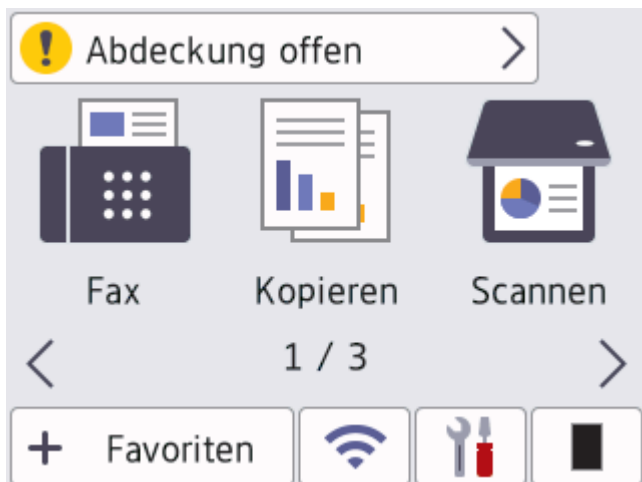 Abdeckung offen
Fax Kopieren Scannen
1 / 3
+ Favoriten